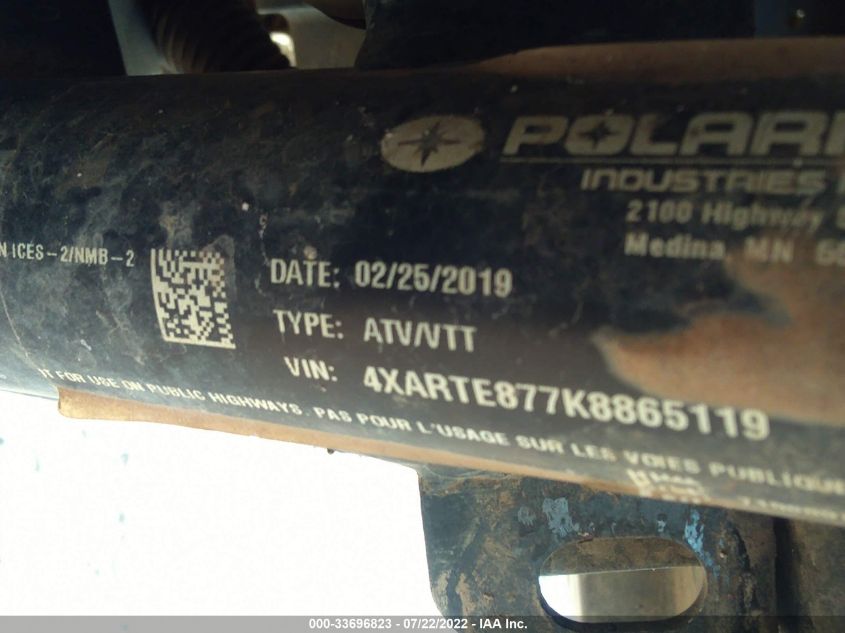 POLARI
INDUSTRIES
2100 Highway
Medina, MN 55
N ICES-2/NMB-2
DATE: 02/25/2019
TYPE: ATV/VTT
VIN: 4XARTE877K8865119
T FOR USE ON PUBLIC HIGHWAYS. PAS POUR L'USAGE SUR LES VOIES PUBLIQUE
000-33696823 - 07/22/2022 - IAA Inc.